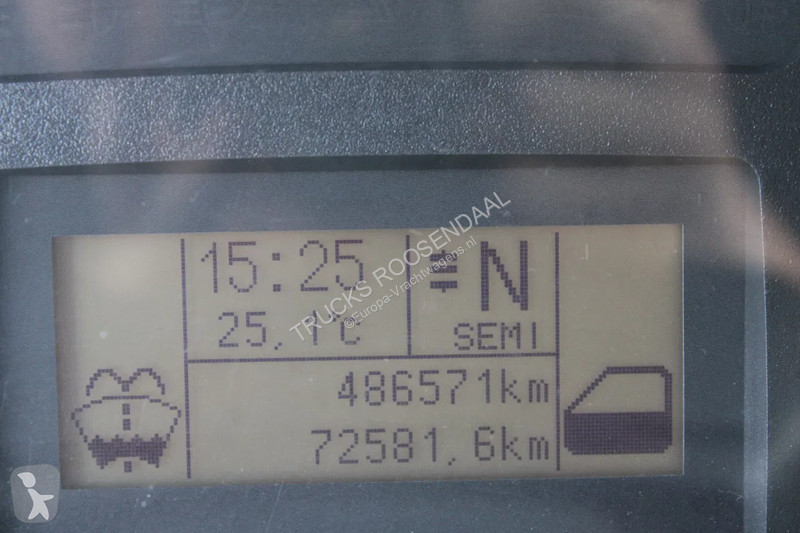 15:25
25,1°C
N
SEMI
486571km
72581,6km
TRUCKS ROOSENDAAL
©Europa-Vrachtwagens.nl